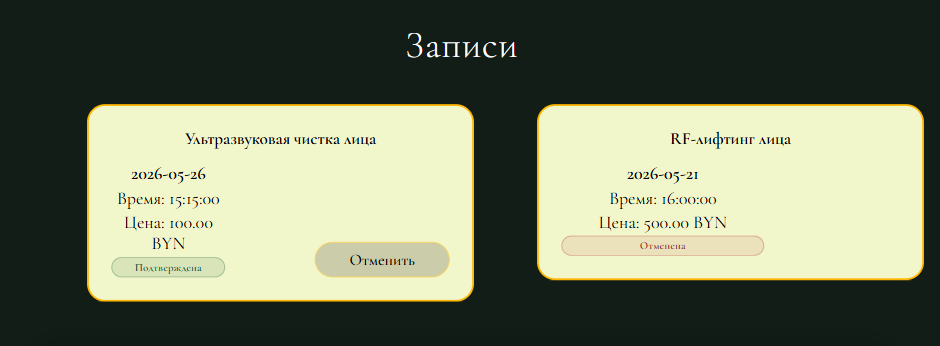 Записи
Ультразвуковая чистка лица
2026-05-26
Время: 15:15:00
Цена: 100.00
BYN
Подтверждена
Отменить
RF-лифтинг лица
2026-05-21
Время: 16:00:00
Цена: 500.00 BYN
Отменена